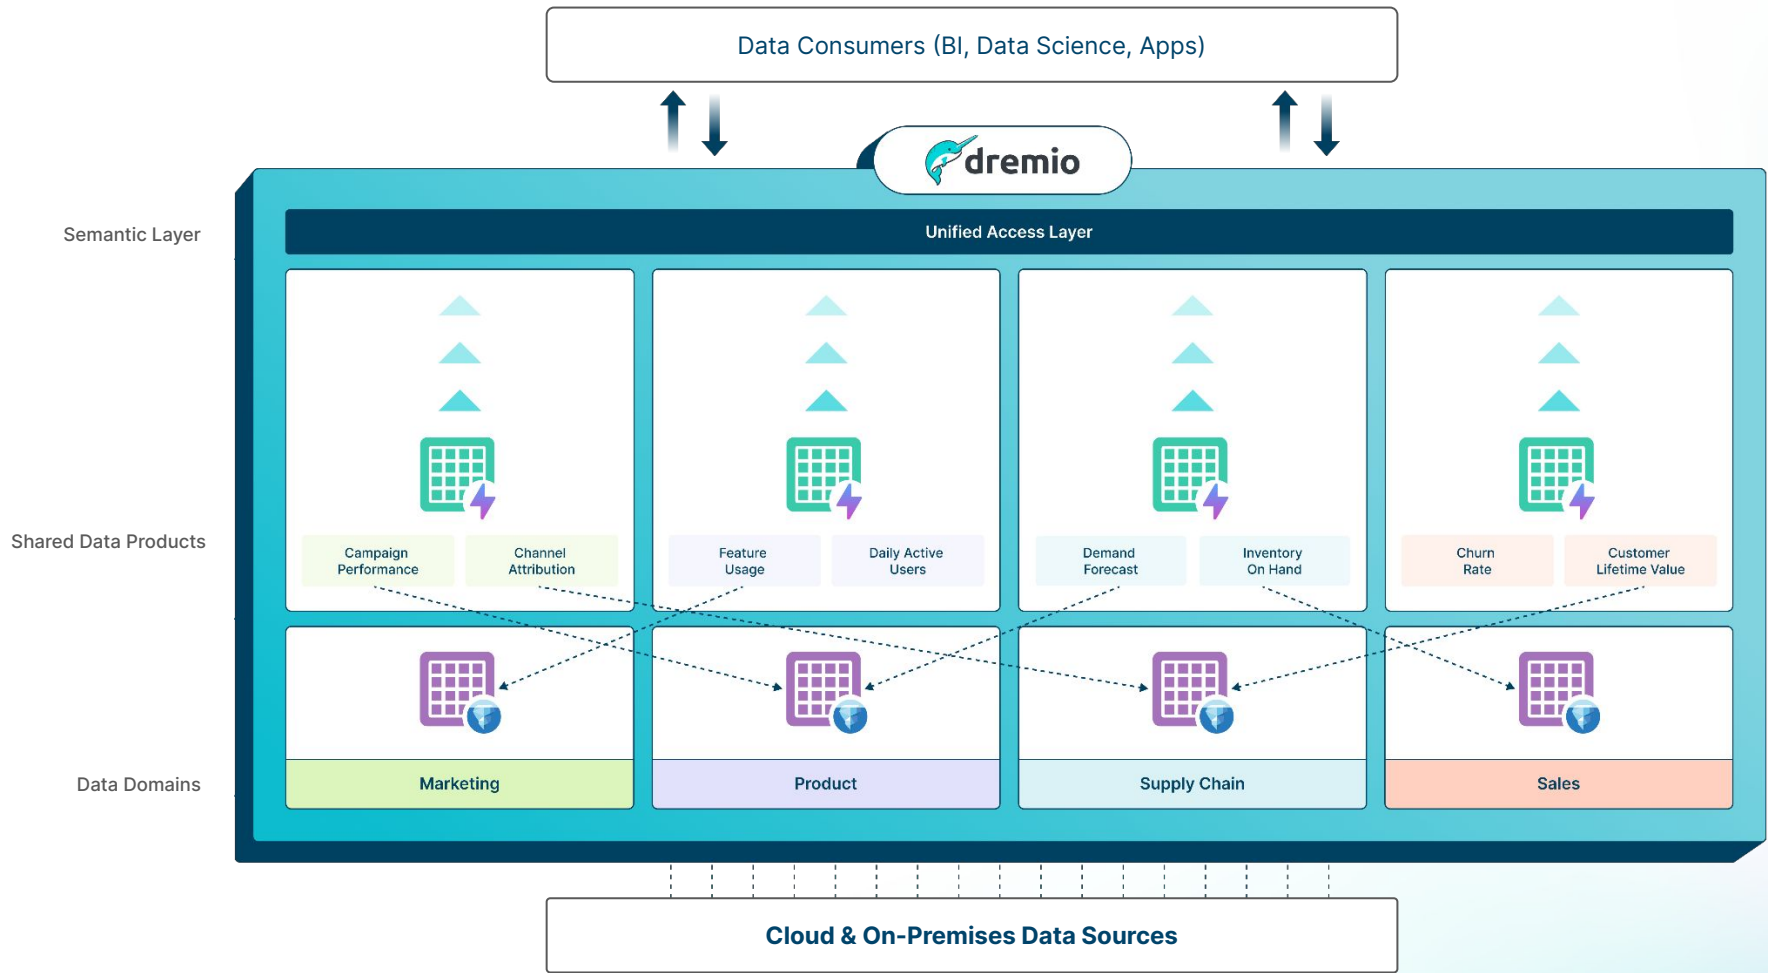 Data Consumers (BI, Data Science, Apps)
dremio
Semantic Layer
Unified Access Layer
Shared Data Products
Campaign
Performance
Channel
Attribution
Feature
Usage
Daily Active
Users
Demand
Forecast
Inventory
On Hand
Churn
Rate
Customer
Lifetime Value
Data Domains
Marketing
Product
Supply Chain
Sales
Cloud & On-Premises Data Sources